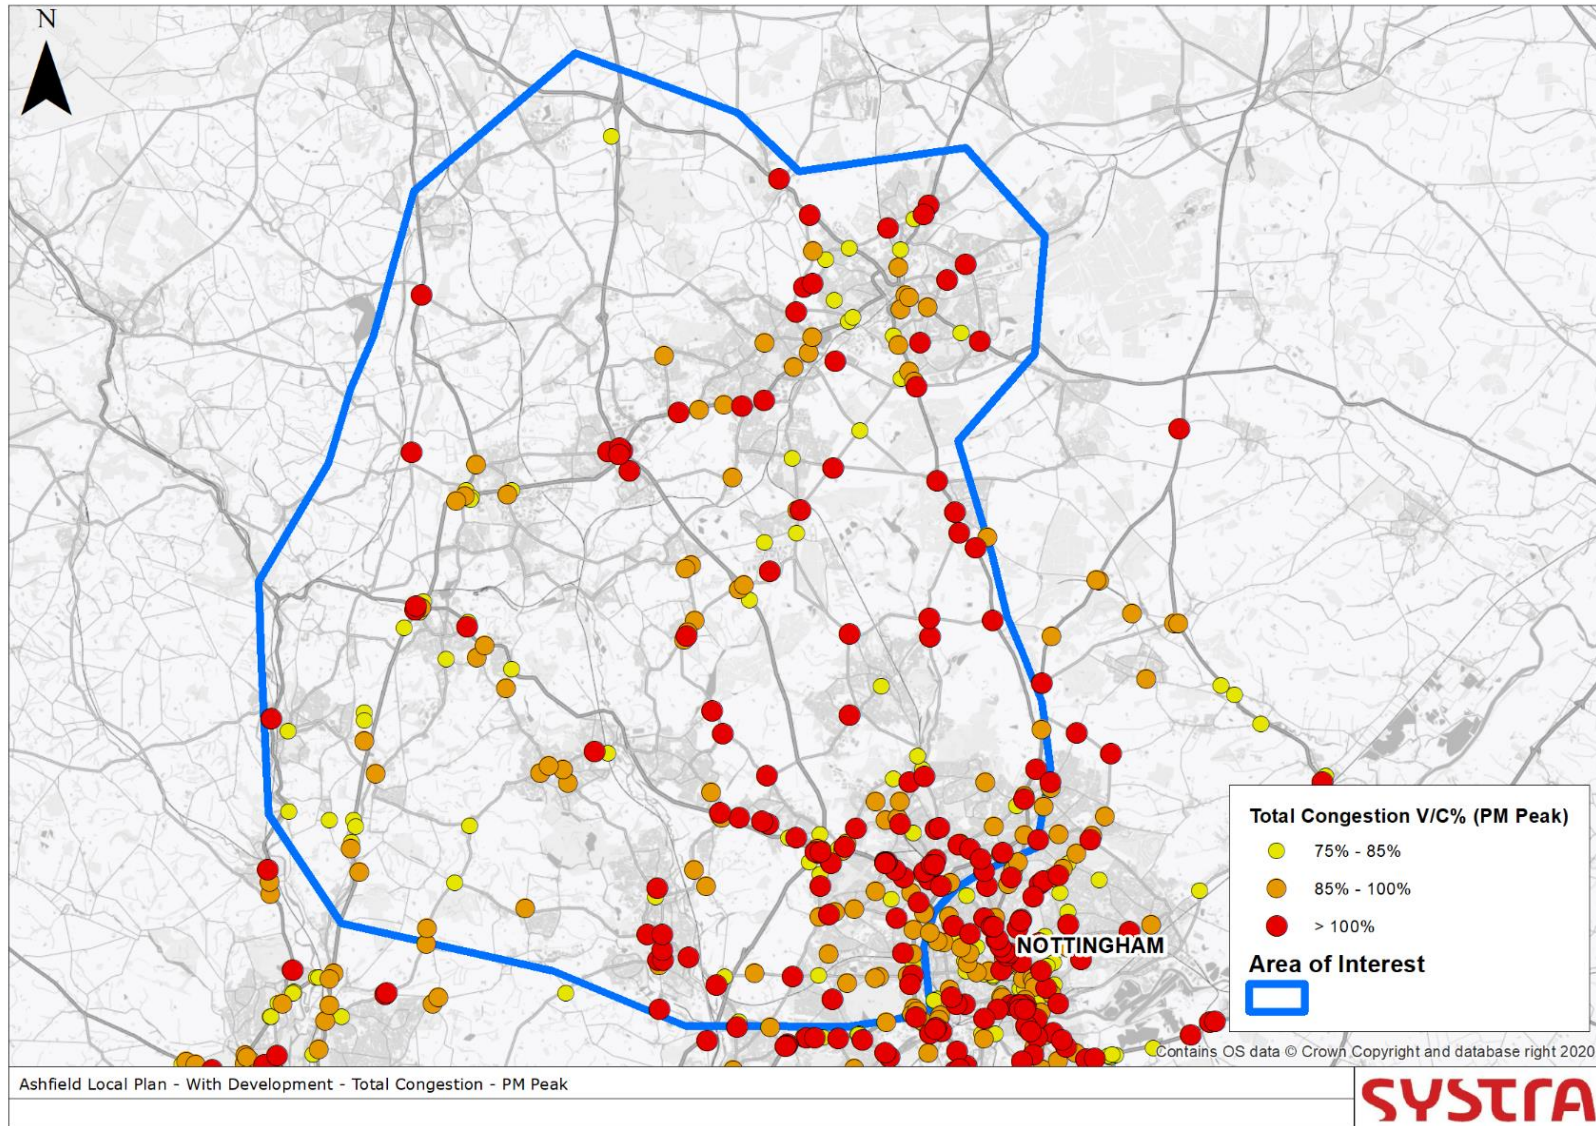 N
Total Congestion V/C% (PM Peak)
75% - 85%
85% - 100%
> 100%
NOTTINGHAM
Area of Interest
Contains OS data © Crown Copyright and database right 2020
Ashfield Local Plan - With Development - Total Congestion - PM Peak
SYSTRA